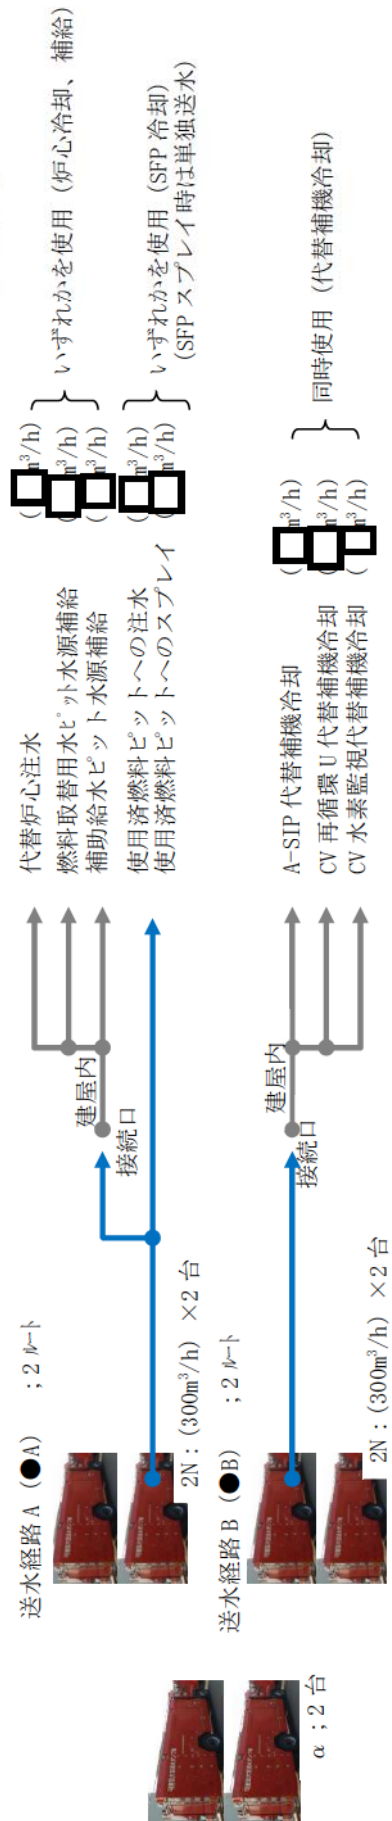 送水経路 A (●A) ；2 ルート
2N：(300m³/h) ×2 台
接続口
建屋内
代替炉心注水 ( m³/h)
燃料取替用水ピット水源補給 ( m³/h)
補助給水ピット水源補給 ( m³/h)
いずれかを使用 (炉心冷却、補給)
使用済燃料ピットへの注水 ( m³/h)
使用済燃料ピットへのスプレイ ( m³/h)
いずれかを使用 (SFP 冷却)
(SFP スプレイ時は単独送水)
送水経路 B (●B) ；2 ルート
2N：(300m³/h) ×2 台
接続口
建屋内
A-SIP 代替補機冷却 ( m³/h)
CV 再循環 U 代替補機冷却 ( m³/h)
CV 水素監視代替補機冷却 ( m³/h)
同時使用 (代替補機冷却)
α；2 台